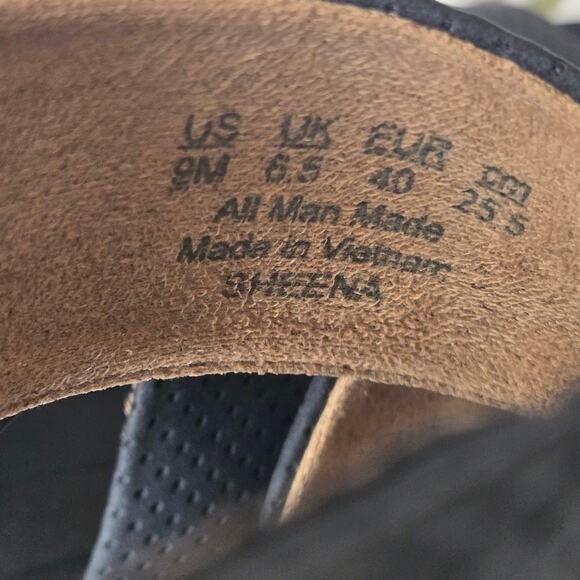 US UK EUR cm
9M 6.5 40 25.5
All Man Made
Made in Vietnam
SHEENA